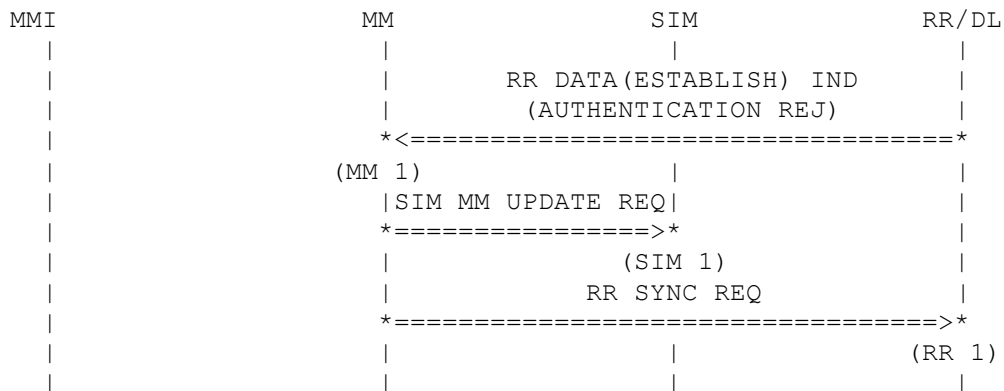 MMI MM SIM RR/DL
| | | |
| | RR DATA(ESTABLISH) IND |
| | (AUTHENTICATION REJ) |
| *<==================================*
| (MM 1) | |
| |SIM MM UPDATE REQ| |
| *================>* |
| | (SIM 1) |
| | RR SYNC REQ |
| *==================================>*
| | | (RR 1)
| | | |